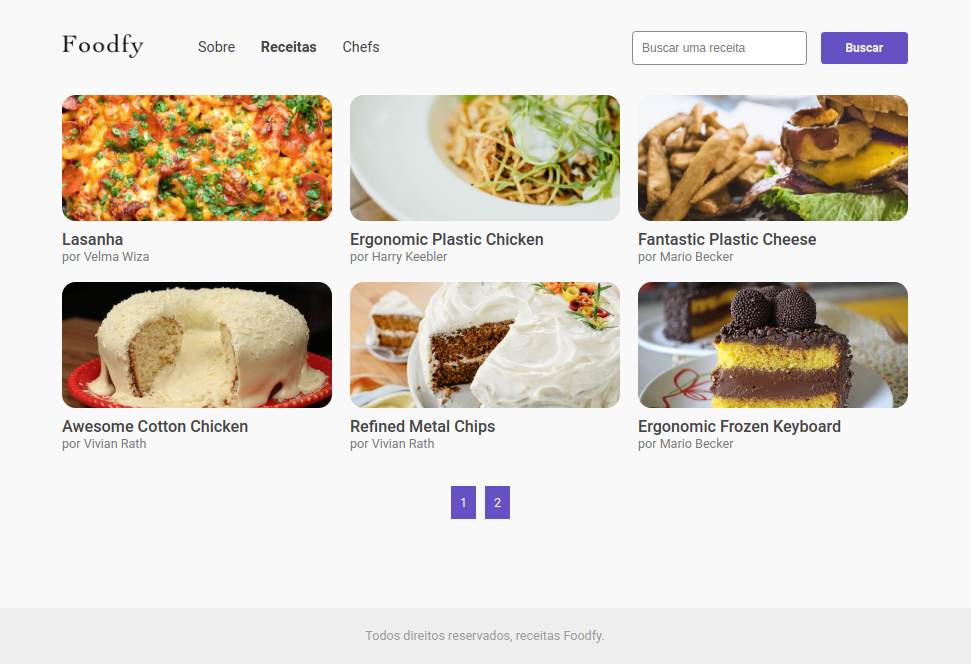 Foodfy
Sobre
Receitas
Chefs
Buscar uma receita
Buscar
Lasanha
por Velma Wiza
Ergonomic Plastic Chicken
por Harry Keebler
Fantastic Plastic Cheese
por Mario Becker
Awesome Cotton Chicken
por Vivian Rath
Refined Metal Chips
por Vivian Rath
Ergonomic Frozen Keyboard
por Mario Becker
1
2
Todos direitos reservados, receitas Foodfy.